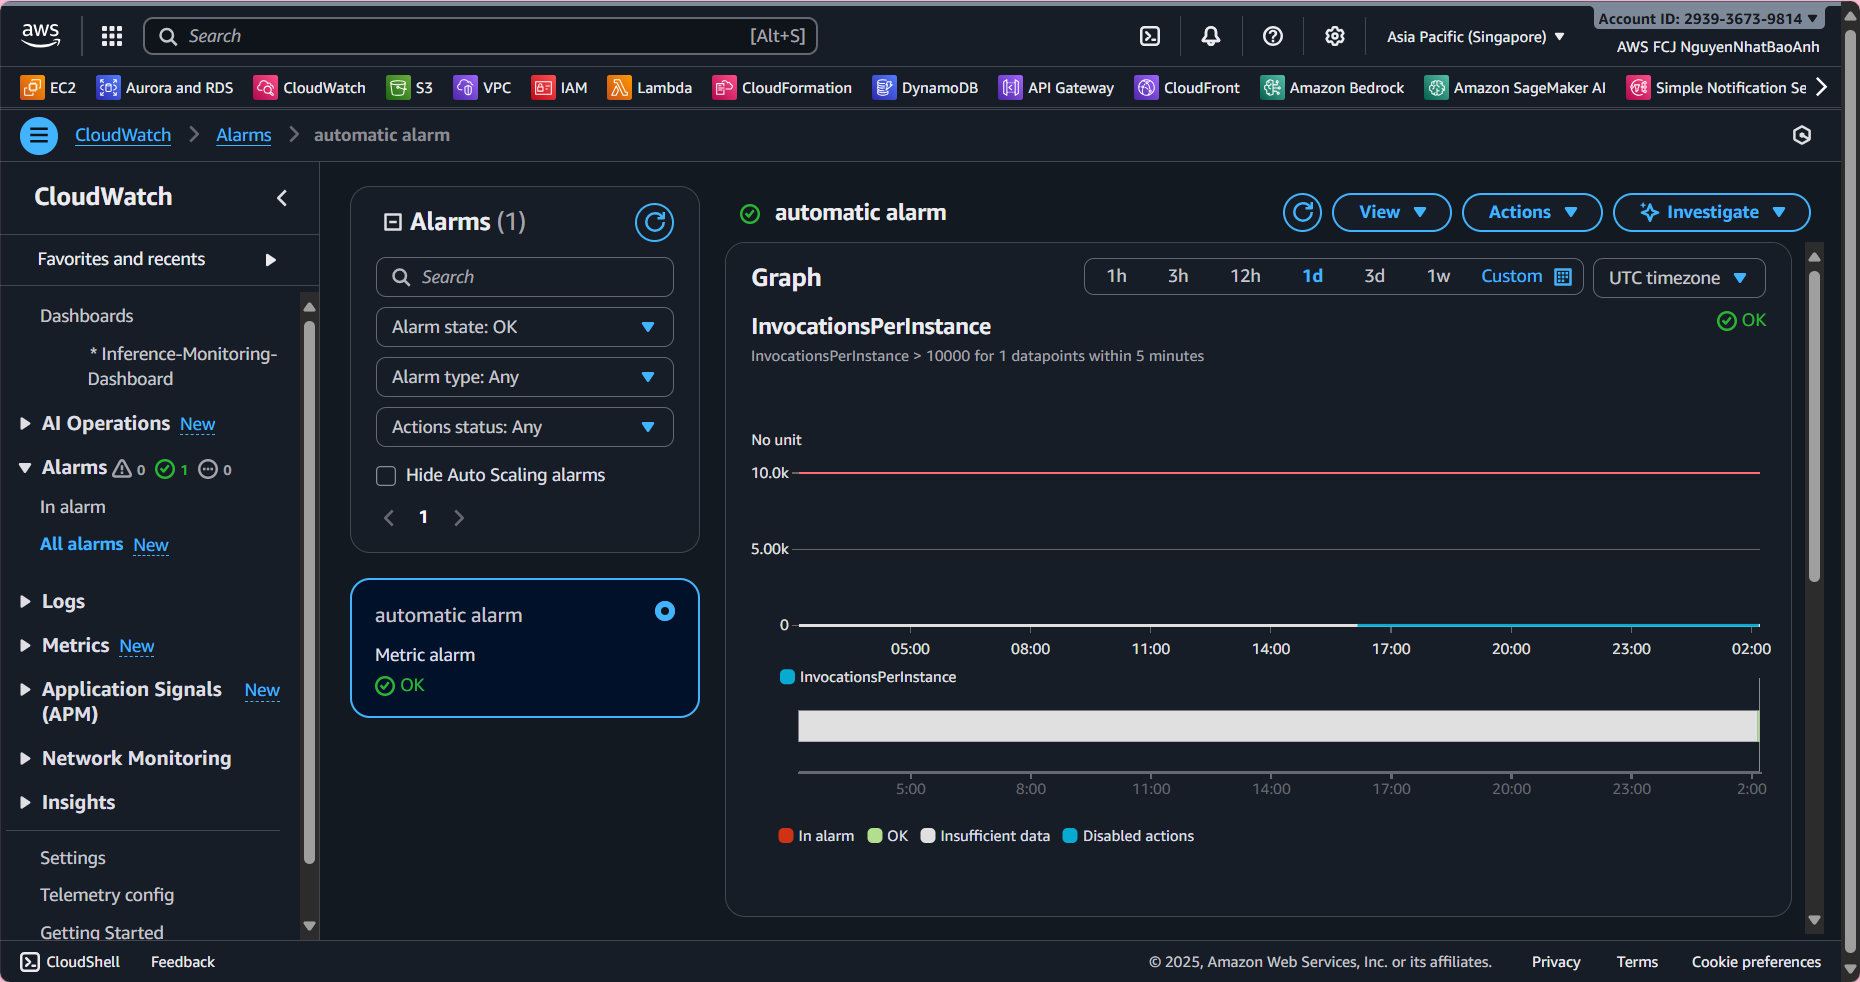 aws
Search
[Alt+S]
Asia Pacific (Singapore)
Account ID: 2939-3673-9814
AWS FCJ NguyenNhatBaoAnh
EC2
Aurora and RDS
CloudWatch
S3
VPC
IAM
Lambda
CloudFormation
DynamoDB
API Gateway
CloudFront
Amazon Bedrock
Amazon SageMaker AI
Simple Notification Se
CloudWatch
Alarms
automatic alarm
CloudWatch
Favorites and recents
Dashboards
* Inference-Monitoring-
Dashboard
AI Operations New
Alarms 0 1 0
In alarm
All alarms New
Logs
Metrics New
Application Signals New
(APM)
Network Monitoring
Insights
Settings
Telemetry config
Getting Started
Alarms (1)
Search
Alarm state: OK
Alarm type: Any
Actions status: Any
Hide Auto Scaling alarms
1
automatic alarm
Metric alarm
OK
automatic alarm
View
Actions
Investigate
Graph
1h
3h
12h
1d
3d
1w
Custom
UTC timezone
InvocationsPerInstance
OK
InvocationsPerInstance > 10000 for 1 datapoints within 5 minutes
No unit
10.0k
5.00k
0
05:00
08:00
11:00
14:00
17:00
20:00
23:00
02:00
InvocationsPerInstance
5:00
8:00
11:00
14:00
17:00
20:00
23:00
2:00
In alarm
OK
Insufficient data
Disabled actions
CloudShell
Feedback
© 2025, Amazon Web Services, Inc. or its affiliates.
Privacy
Terms
Cookie preferences